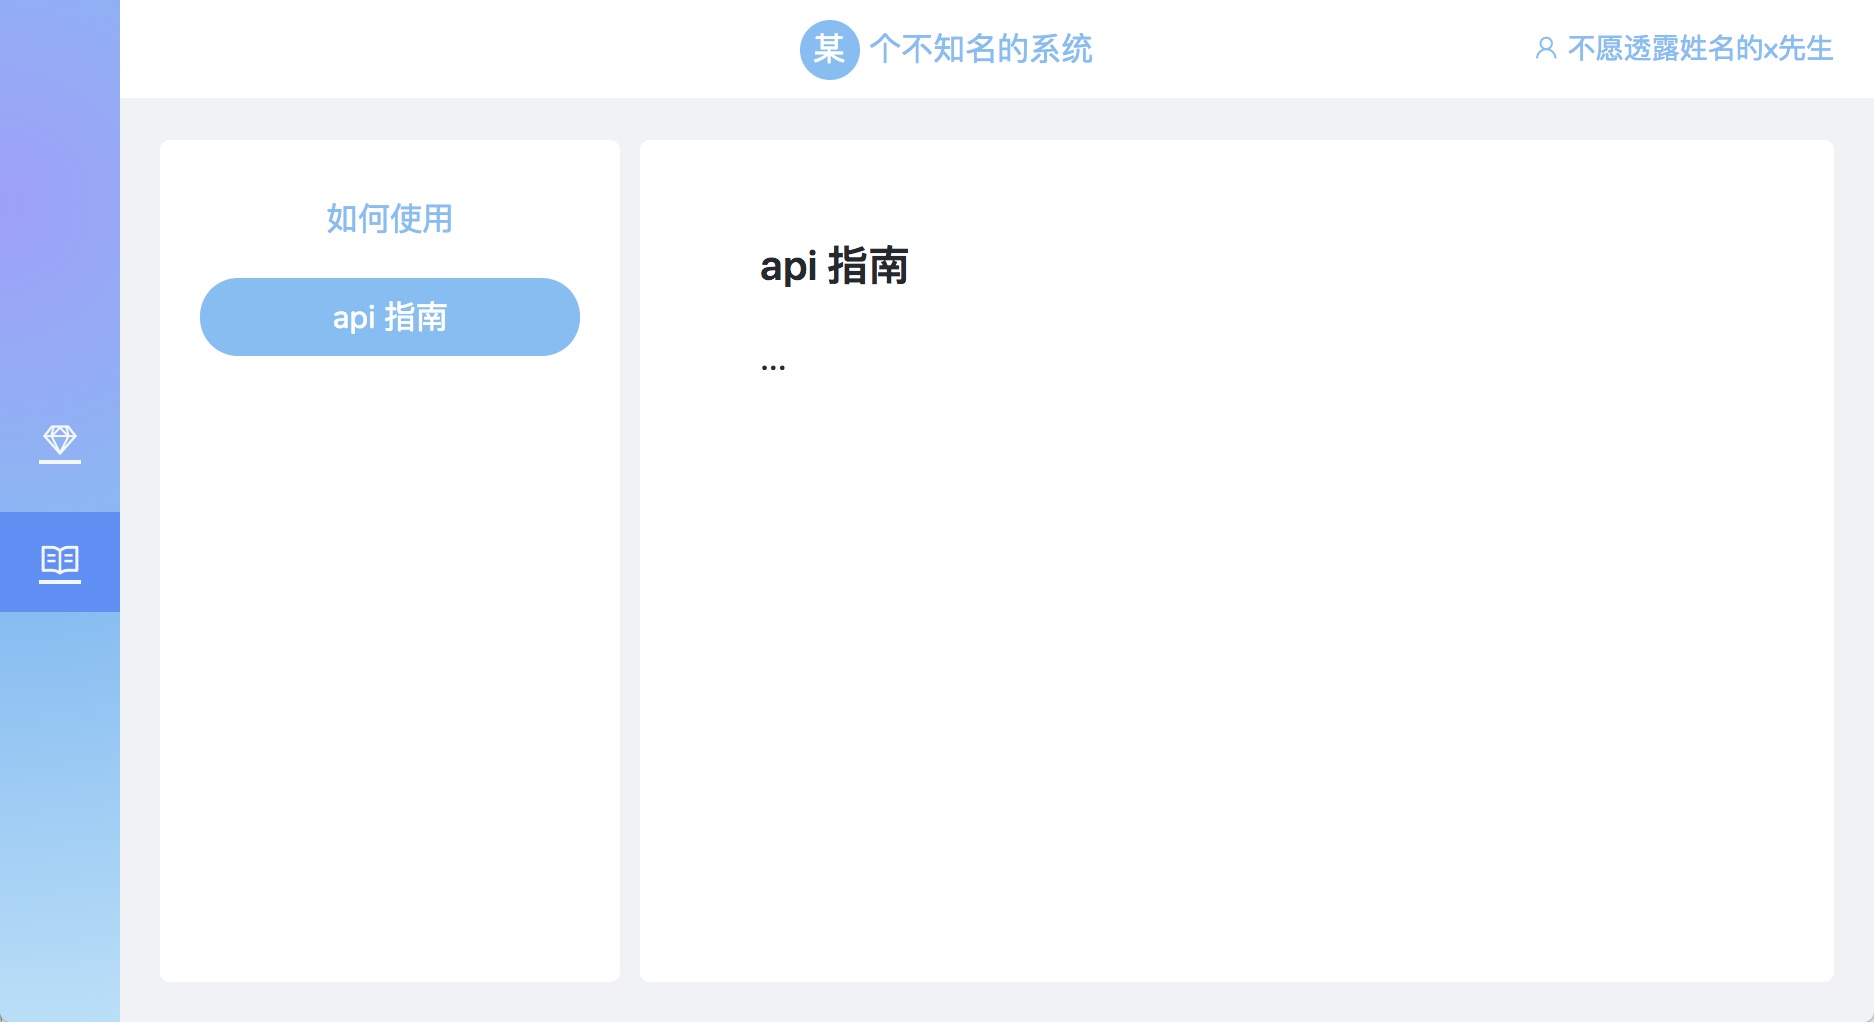 某 个不知名的系统
不愿透露姓名的x先生
如何使用
api 指南
api 指南
...